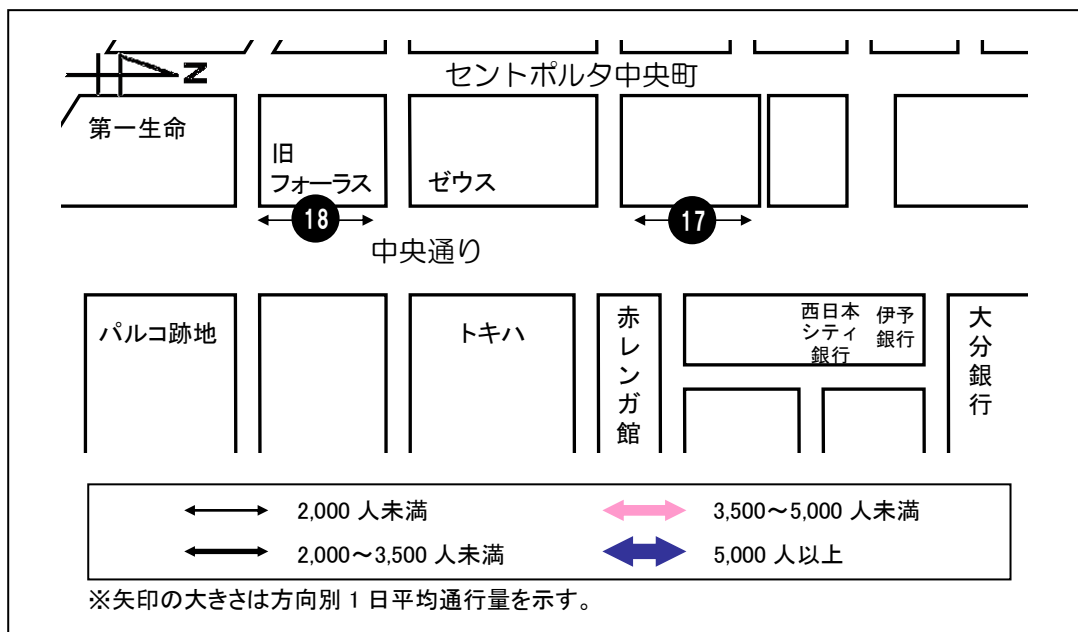 セントポルタ中央町
N
第一生命
旧
フォーラス
ゼウス
18
17
中央通り
パルコ跡地
トキハ
赤レンガ館
西日本
シティ
銀行
伊予
銀行
大分銀行
2,000 人未満
3,500～5,000 人未満
2,000～3,500 人未満
5,000 人以上
※矢印の大きさは方向別 1 日平均通行量を示す。